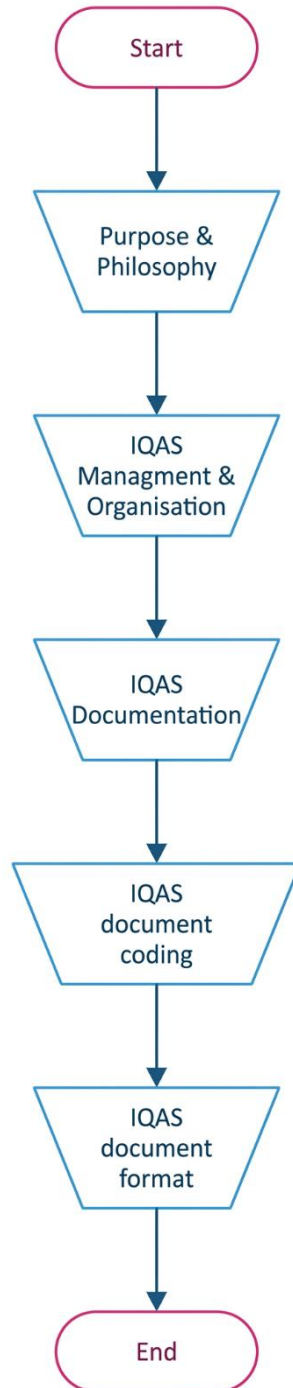 Start
Purpose &
Philosophy
IQAS
Managment &
Organisation
IQAS
Documentation
IQAS
document
coding
IQAS
document
format
End